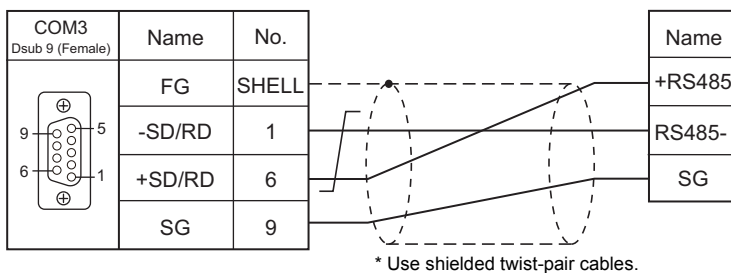 COM3
Dsub 9 (Female)
Name No.
Name
FG SHELL
+RS485
9 5
-SD/RD 1
RS485-
6 1
+SD/RD 6
SG
SG 9
* Use shielded twist-pair cables.